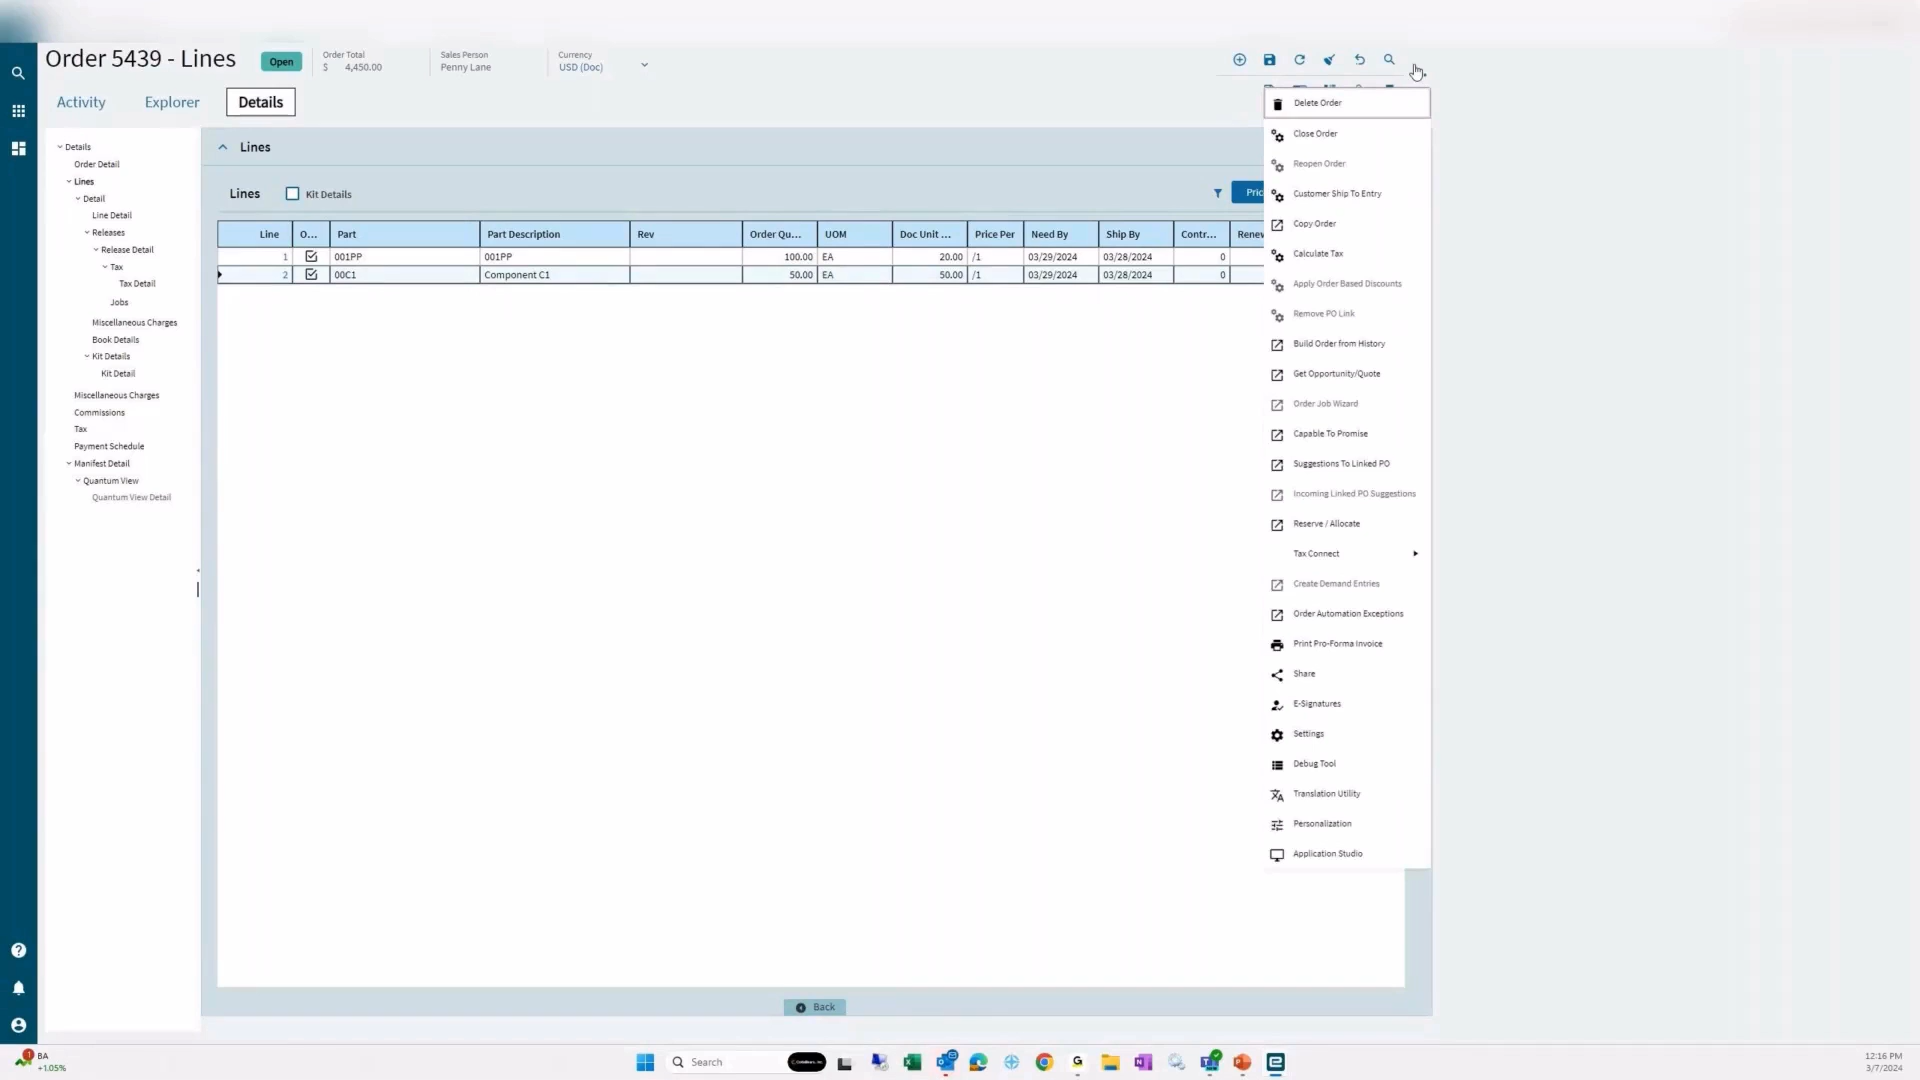 Order 5439 - Lines
Open
Order Total
$ 4,450.00
Sales Person
Penny Lane
Currency
USD (Doc)
Activity
Explorer
Details
Details
Order Detail
Lines
Detail
Line Detail
Releases
Release Detail
Tax
Tax Detail
Jobs
Miscellaneous Charges
Book Details
Kit Details
Kit Detail
Miscellaneous Charges
Commissions
Tax
Payment Schedule
Manifest Detail
Quantum View
Quantum View Detail
Lines
Lines
Kit Details
Pric
Line O... Part Part Description Rev Order Qu... UOM Doc Unit ... Price Per Need By Ship By Contr... Renew
1 001PP 001PP 100.00 EA 20.00 /1 03/29/2024 03/28/2024 0
2 00C1 Component C1 50.00 EA 50.00 /1 03/29/2024 03/28/2024 0
Delete Order
Close Order
Reopen Order
Customer Ship To Entry
Copy Order
Calculate Tax
Apply Order Based Discounts
Remove PO Link
Build Order from History
Get Opportunity/Quote
Order Job Wizard
Capable To Promise
Suggestions To Linked PO
Incoming Linked PO Suggestions
Reserve / Allocate
Tax Connect
Create Demand Entries
Order Automation Exceptions
Print Pro-Forma Invoice
Share
E-Signatures
Settings
Debug Tool
Translation Utility
Personalization
Application Studio
Back
1
BA
+1.05%
Search
12:16 PM
3/7/2024